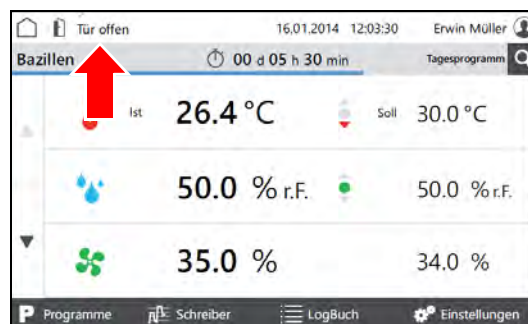 Tür offen 16.01.2014 12:03:30 Erwin Müller
Bazillen 00 d 05 h 30 min Tagesprogramm
Ist 26.4 °C Soll 30.0 °C
50.0 % r.F. 50.0 % r.F.
35.0 % 34.0 %
P Programme Schreiber LogBuch Einstellungen